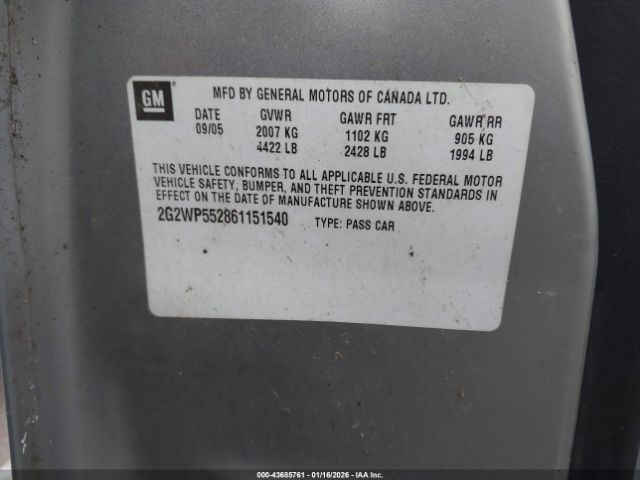 GM
MFD BY GENERAL MOTORS OF CANADA LTD.
DATE GVWR GAWR FRT GAWR RR
09/05 2007 KG 1102 KG 905 KG
4422 LB 2428 LB 1994 LB
THIS VEHICLE CONFORMS TO ALL APPLICABLE U.S. FEDERAL MOTOR
VEHICLE SAFETY, BUMPER, AND THEFT PREVENTION STANDARDS IN
EFFECT ON THE DATE OF MANUFACTURE SHOWN ABOVE.
2G2WP552861151540 TYPE: PASS CAR
000-43685761 | 01/16/2026 - IAA Inc.